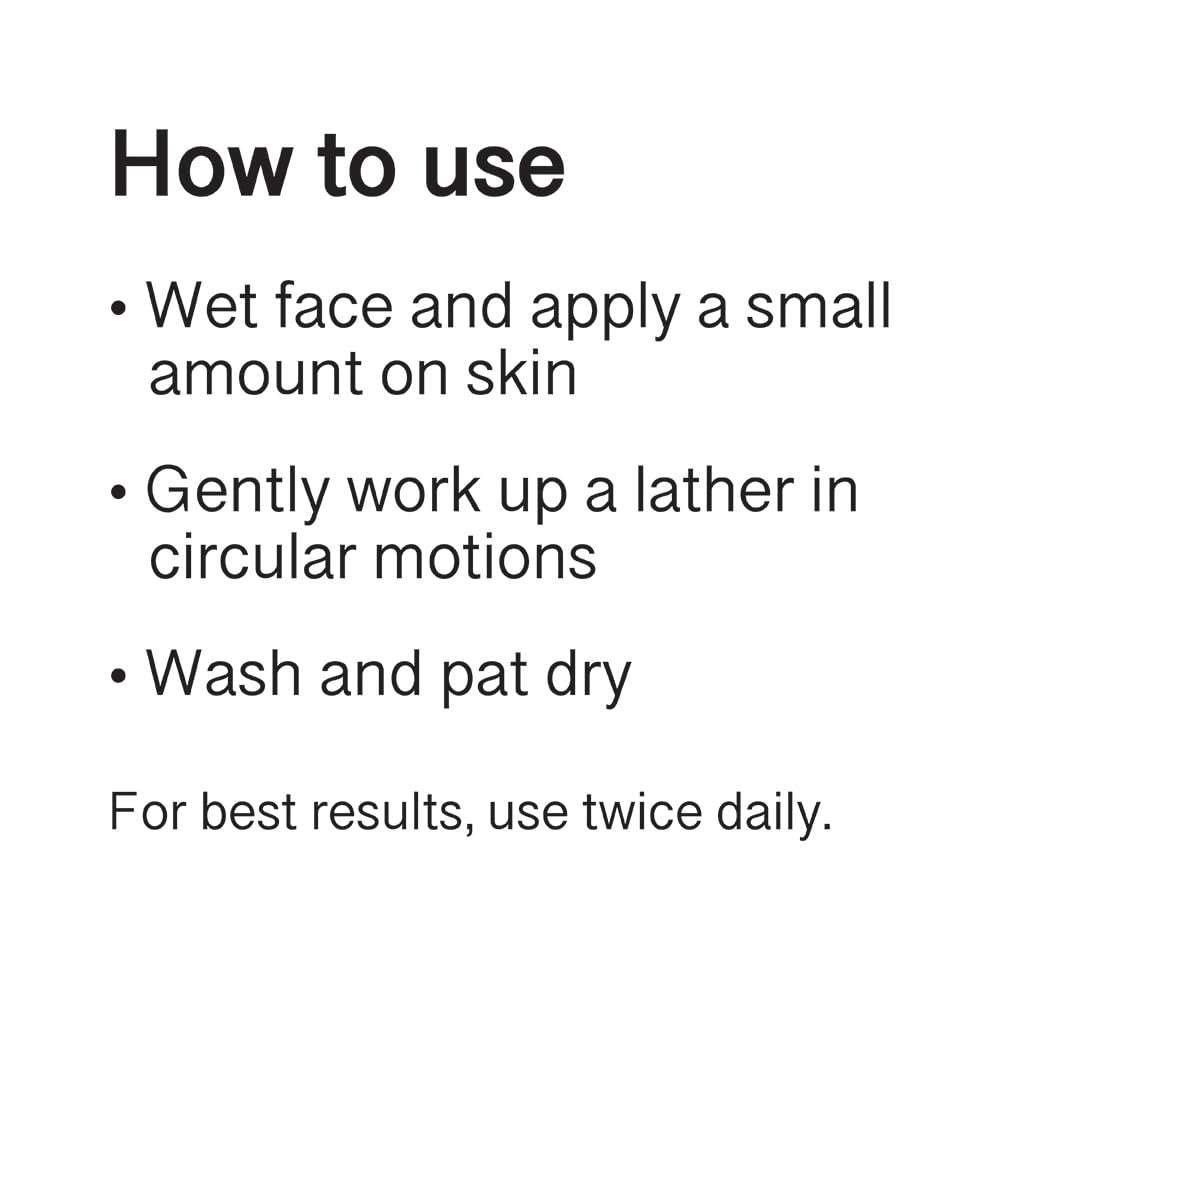 How to use
• Wet face and apply a small
amount on skin
• Gently work up a lather in
circular motions
• Wash and pat dry
For best results, use twice daily.